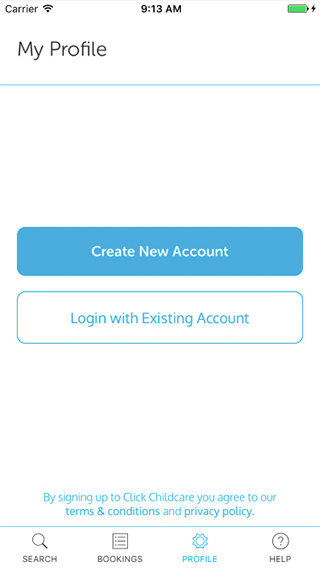 Carrier 9:13 AM
My Profile
Create New Account
Login with Existing Account
By signing up to Click Childcare you agree to our
terms & conditions and privacy policy.
SEARCH BOOKINGS PROFILE HELP